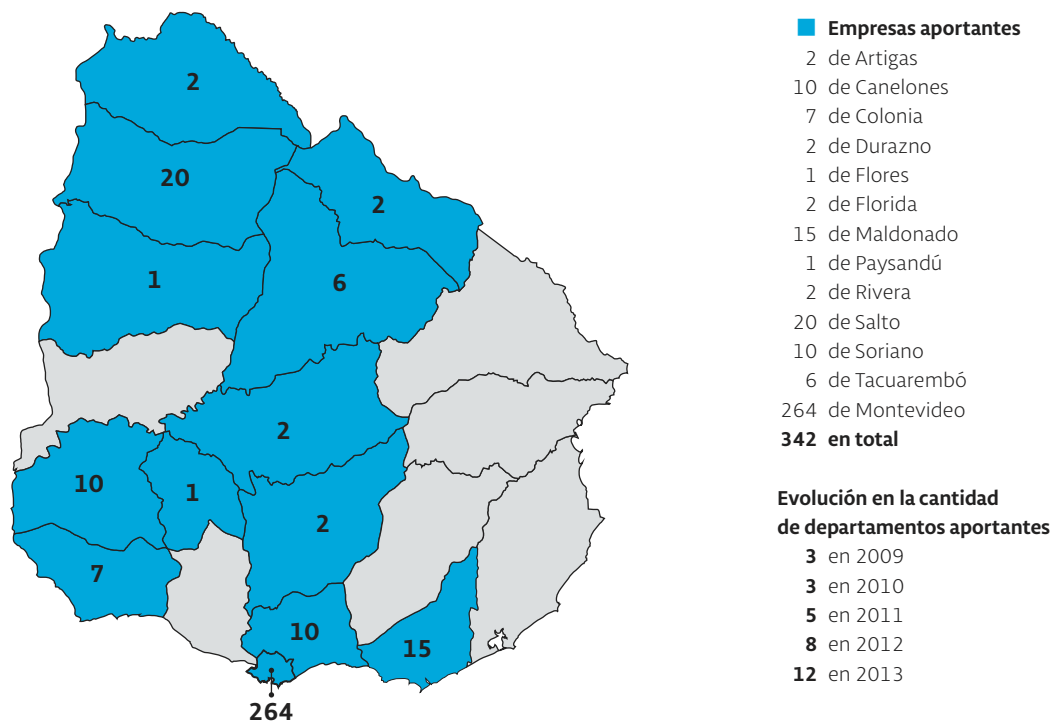 2
20
2
1
6
2
10
1
2
7
10
15
264
Empresas aportantes
2 de Artigas
10 de Canelones
7 de Colonia
2 de Durazno
1 de Flores
2 de Florida
15 de Maldonado
1 de Paysandú
2 de Rivera
20 de Salto
10 de Soriano
6 de Tacuarembó
264 de Montevideo
342 en total
Evolución en la cantidad
de departamentos aportantes
3 en 2009
3 en 2010
5 en 2011
8 en 2012
12 en 2013